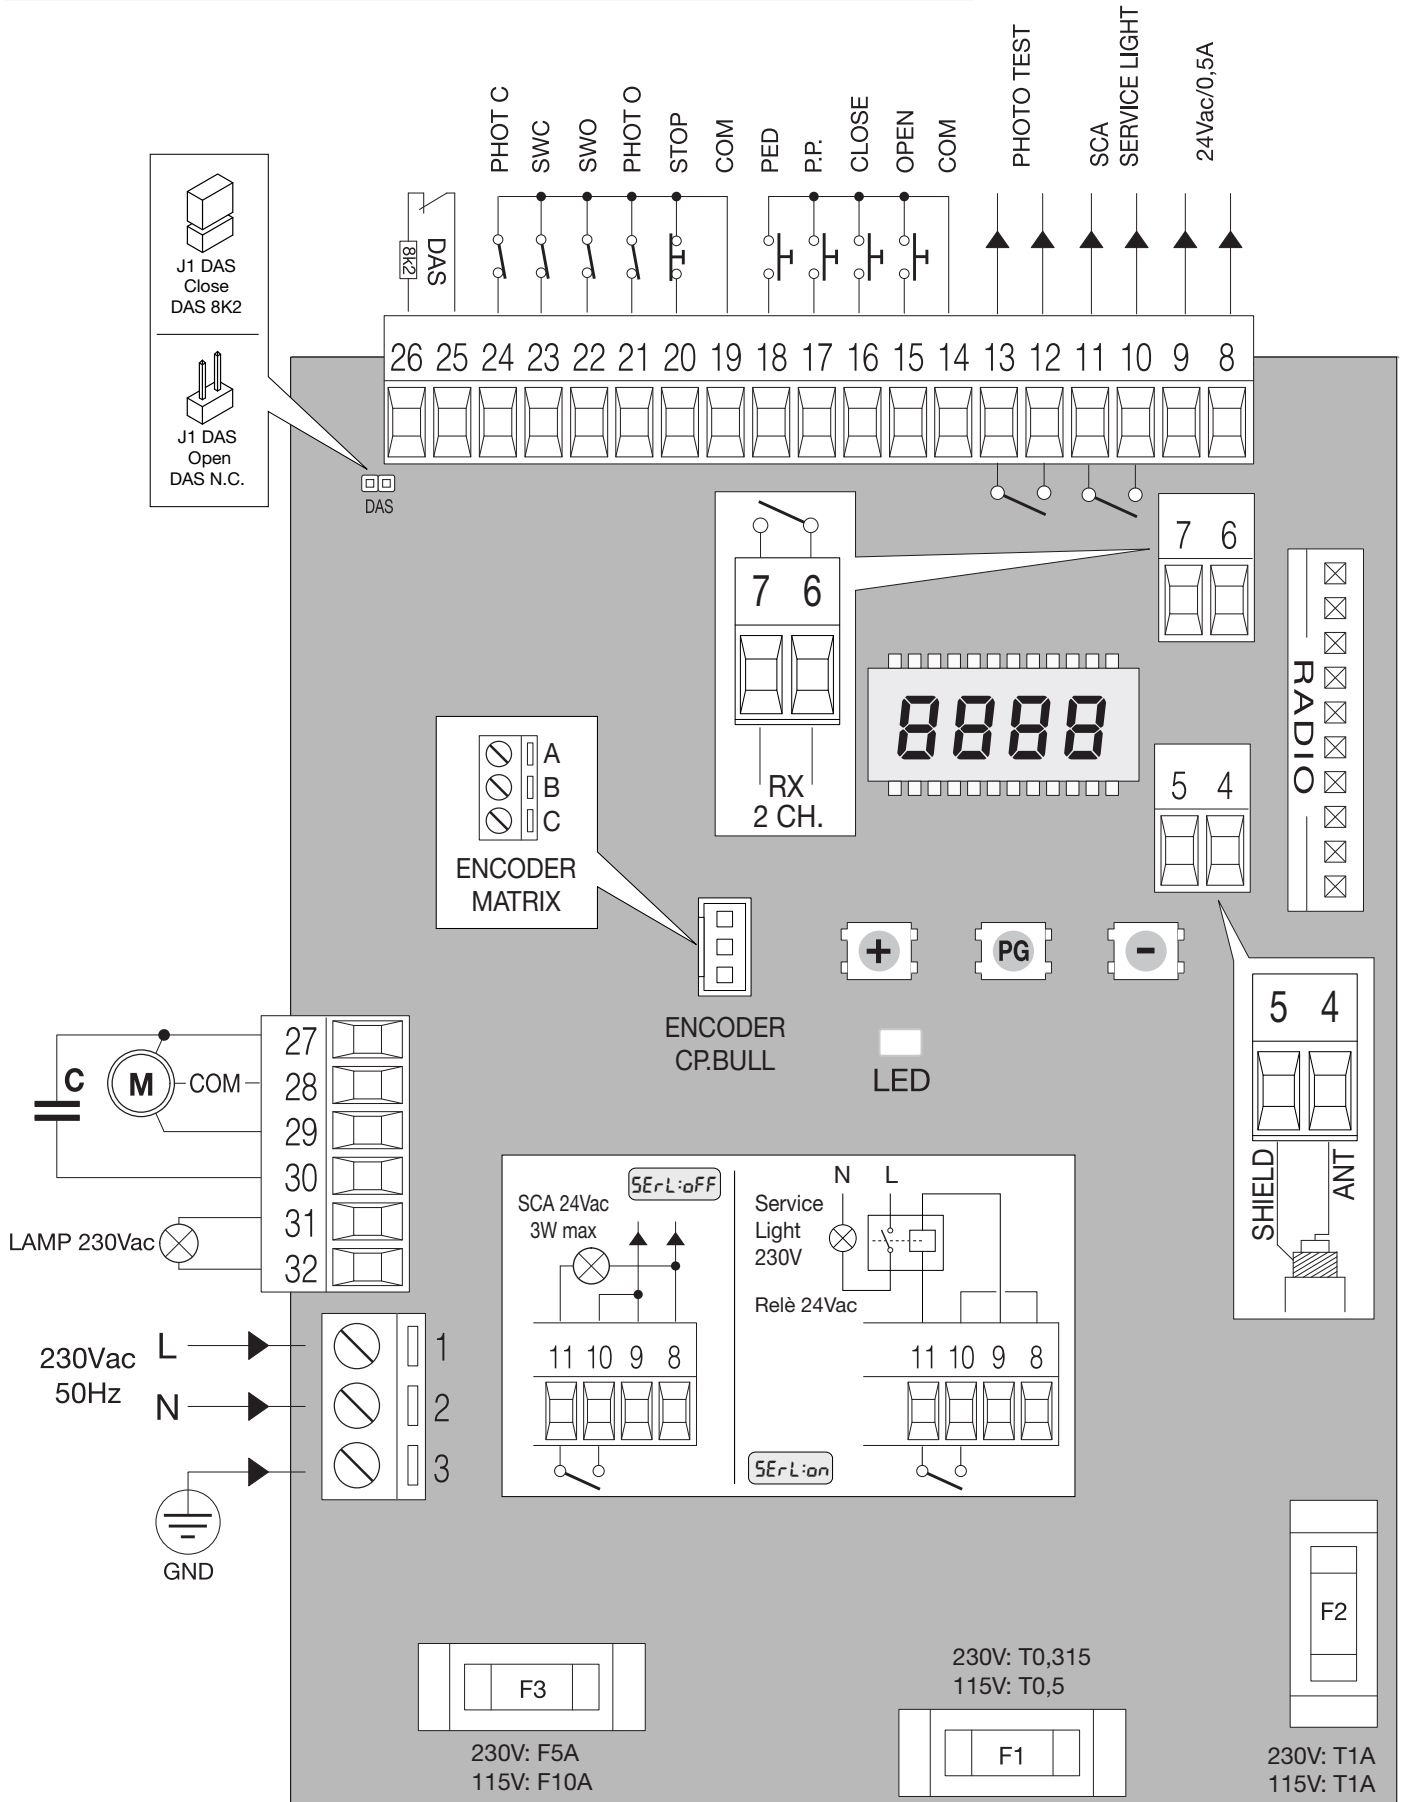 PHOT C
SWC
SWO
PHOT O
STOP
COM
PED
P.P.
CLOSE
OPEN
COM
PHOTO TEST
SCA
SERVICE LIGHT
24Vac/0,5A
J1 DAS
Close
DAS 8K2
J1 DAS
Open
DAS N.C.
8K2
DAS
26 25 24 23 22 21 20 19 18 17 16 15 14 13 12 11 10 9 8
DAS
7 6
RX
2 CH.
7 6
8888
RADIO
5 4
A
B
C
ENCODER
MATRIX
+
PG
-
ENCODER
CP.BULL
LED
5 4
SHIELD
ANT
C
M
COM
27
28
29
30
31
32
LAMP 230Vac
SErL:oFF
SCA 24Vac
3W max
11 10 9 8
N L
Service
Light
230V
Relè 24Vac
11 10 9 8
SErL:on
230Vac
50Hz
L
N
GND
1
2
3
F3
230V: F5A
115V: F10A
230V: T0,315
115V: T0,5
F1
F2
230V: T1A
115V: T1A